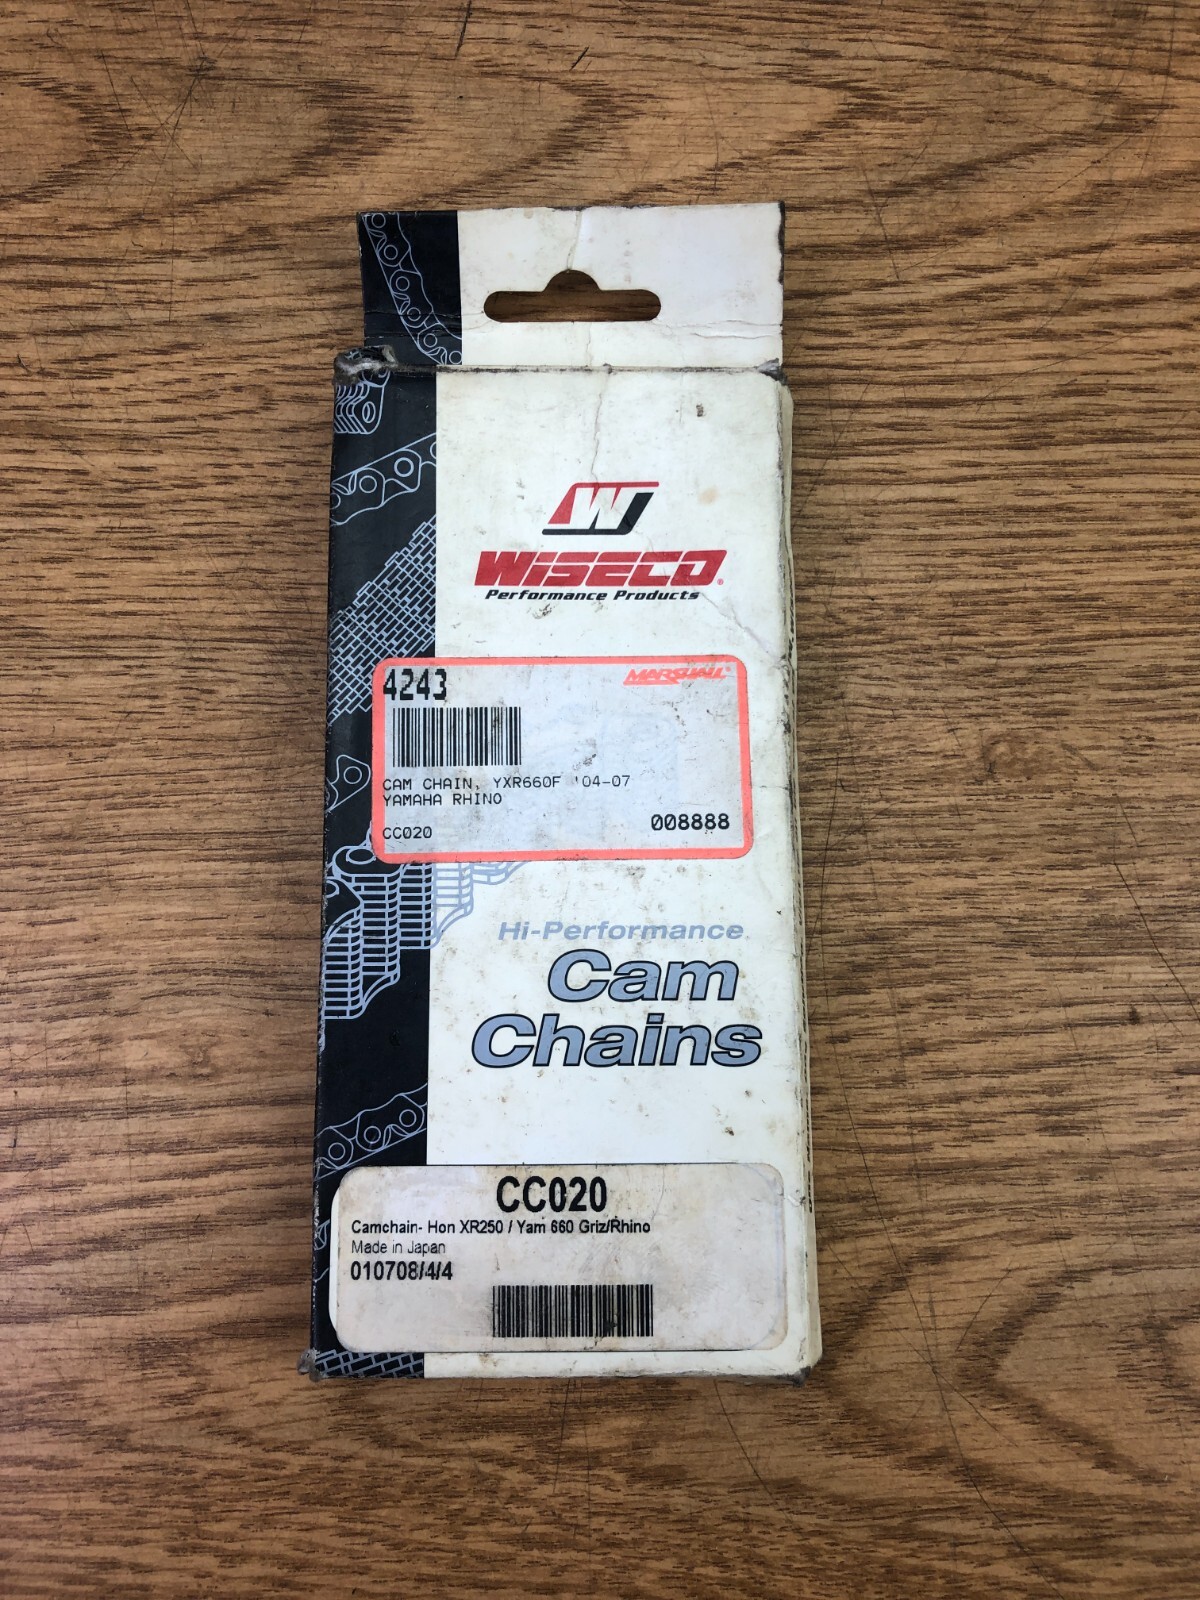 W
WISECO®
Performance Products
4243
MARSHALL
CAM CHAIN, YXR660F '04-07
YAMAHA RHINO
CC020
008888
Hi-Performance
Cam
Chains
CC020
Camchain- Hon XR250 / Yam 660 Griz/Rhino
Made in Japan
010708/4/4